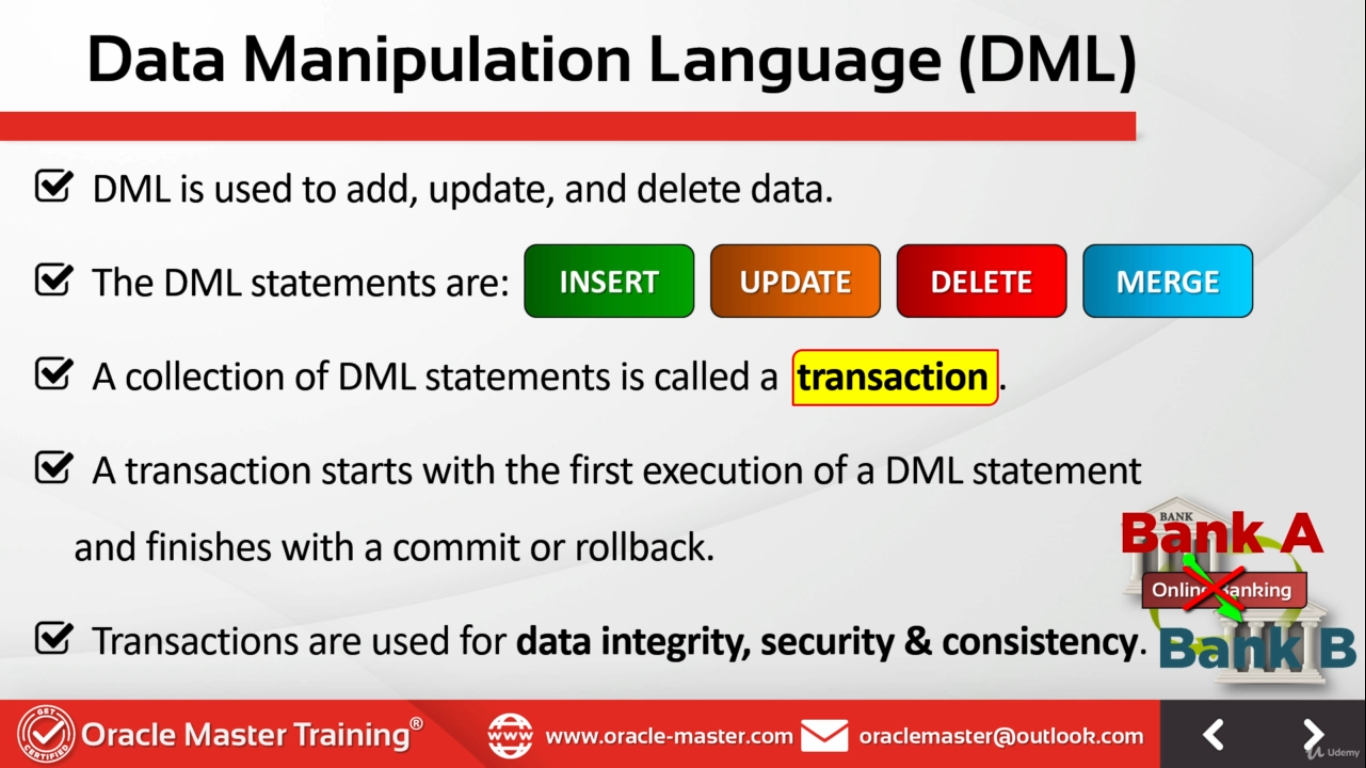 Data Manipulation Language (DML)
DML is used to add, update, and delete data.
The DML statements are: INSERT UPDATE DELETE MERGE
A collection of DML statements is called a transaction.
A transaction starts with the first execution of a DML statement
and finishes with a commit or rollback.
BANK
Bank A
Online Banking
Bank B
Transactions are used for data integrity, security & consistency.
GET CERTIFIED
Oracle Master Training®
www
www.oracle-master.com
oraclemaster@outlook.com
Udemy